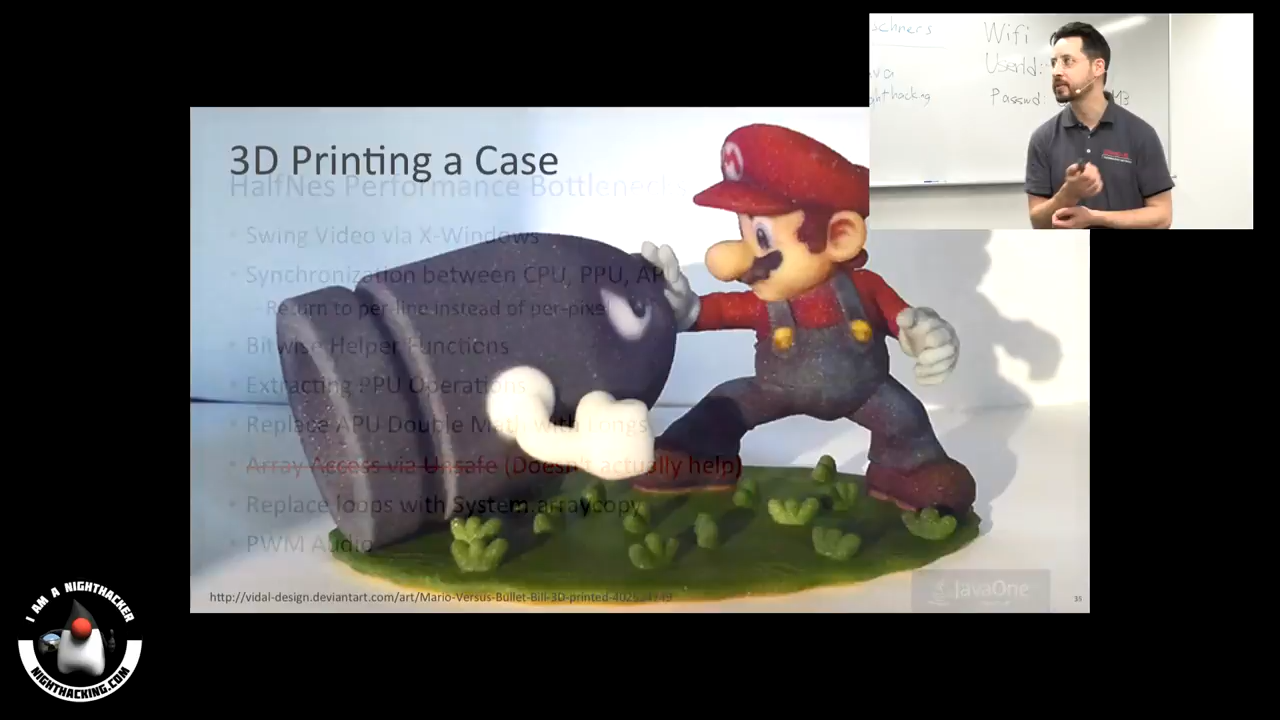 3D Printing a Case
HalfNes Performance Bottlenecks
• Swing Video via X-Windows
• Synchronization between CPU, PPU, APU
- Return to per-line instead of per-pixel
• Bitwise Helper Functions
• Extracting PPU Operations
• Replace APU Double Math with Longs
• Array Access via Unsafe (Doesn't actually help)
• Replace loops with System.arraycopy
• PWM Audio
http://vidal-design.deviantart.com/art/Mario-Versus-Bullet-Bill-3D-printed-
JavaOne
35
Wifi
UserId:
Passwd:
M
I AM A NIGHTHACKER
NIGHTHACKING.COM